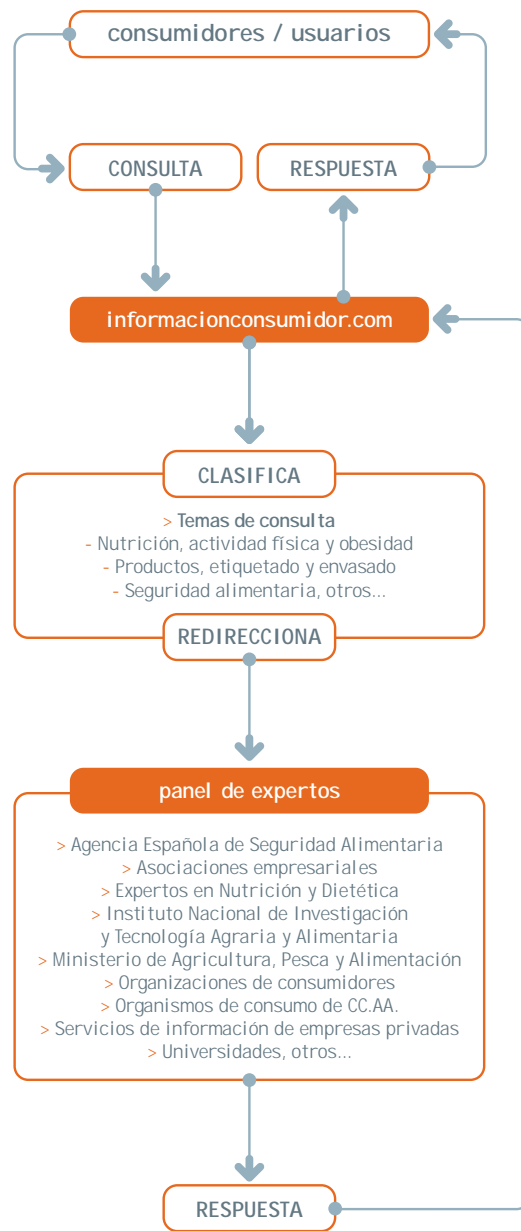 consumidores / usuarios
CONSULTA
RESPUESTA
informacionconsumidor.com
CLASIFICA
> Temas de consulta
- Nutrición, actividad física y obesidad
- Productos, etiquetado y envasado
- Seguridad alimentaria, otros...
REDIRECCIONA
panel de expertos
> Agencia Española de Seguridad Alimentaria
> Asociaciones empresariales
> Expertos en Nutrición y Dietética
> Instituto Nacional de Investigación
y Tecnología Agraria y Alimentaria
> Ministerio de Agricultura, Pesca y Alimentación
> Organizaciones de consumidores
> Organismos de consumo de CC.AA.
> Servicios de información de empresas privadas
> Universidades, otros...
RESPUESTA